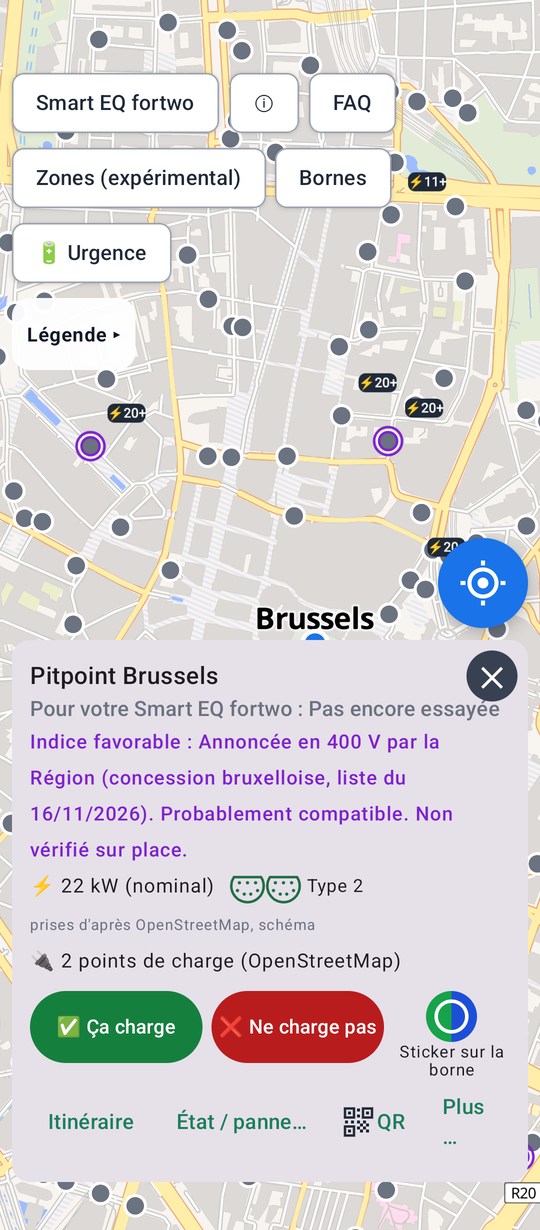 Smart EQ fortwo
ⓘ
FAQ
Zones (expérimental)
Bornes
⚡11+
🔋 Urgence
Légende ▸
⚡20+
⚡20+
⚡20+
⚡20
Brussels
Pitpoint Brussels
Pour votre Smart EQ fortwo : Pas encore essayée
Indice favorable : Annoncée en 400 V par la
Région (concession bruxelloise, liste du
16/11/2026). Probablement compatible. Non
vérifié sur place.
⚡ 22 kW (nominal) Type 2
prises d'après OpenStreetMap, schéma
🔌 2 points de charge (OpenStreetMap)
✅ Ça charge
❌ Ne charge pas
Sticker sur la
borne
Itinéraire
État / panne…
QR
Plus
…
R20